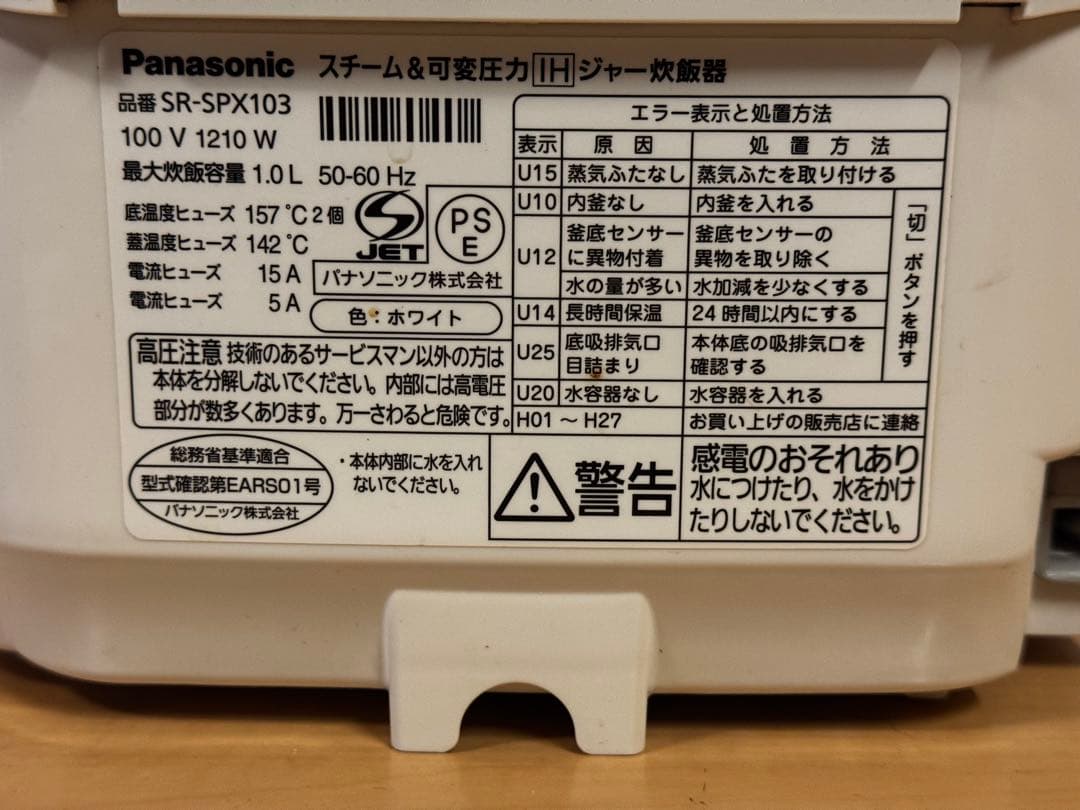 Panasonic スチーム&可変圧力IHジャー炊飯器
品番 SR-SPX103
100 V 1210 W
最大炊飯容量 1.0 L 50-60 Hz
底温度ヒューズ 157 ℃ 2個
蓋温度ヒューズ 142 ℃
電流ヒューズ 15 A
電流ヒューズ 5 A
S JET
PS
E
パナソニック株式会社
色:ホワイト
高圧注意 技術のあるサービスマン以外の方は
本体を分解しないでください。内部には高電圧
部分が数多くあります。万一さわると危険です。
総務省基準適合
型式確認第EARS01号
パナソニック株式会社
・本体内部に水を入れ
ないでください。
エラー表示と処置方法
表示 原因 処置方法
U15 蒸気ふたなし 蒸気ふたを取り付ける
U10 内釜なし 内釜を入れる
U12 釜底センサー 釜底センサーの
に異物付着 異物を取り除く
水の量が多い 水加減を少なくする
U14 長時間保温 24時間以内にする
U25 底吸排気口 本体底の吸排気口を
目詰まり 確認する
「切」ボタンを押す
U20 水容器なし 水容器を入れる
H01 ～ H27 お買い上げの販売店に連絡
警告
感電のおそれあり
水につけたり、水をかけ
たりしないでください。